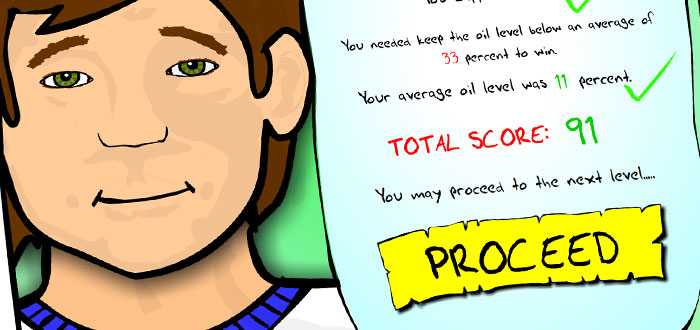 You needed keep the oil level below an average of
33 percent to win.
Your average oil level was 11 percent.
TOTAL SCORE: 91
You may proceed to the next level.....
PROCEED